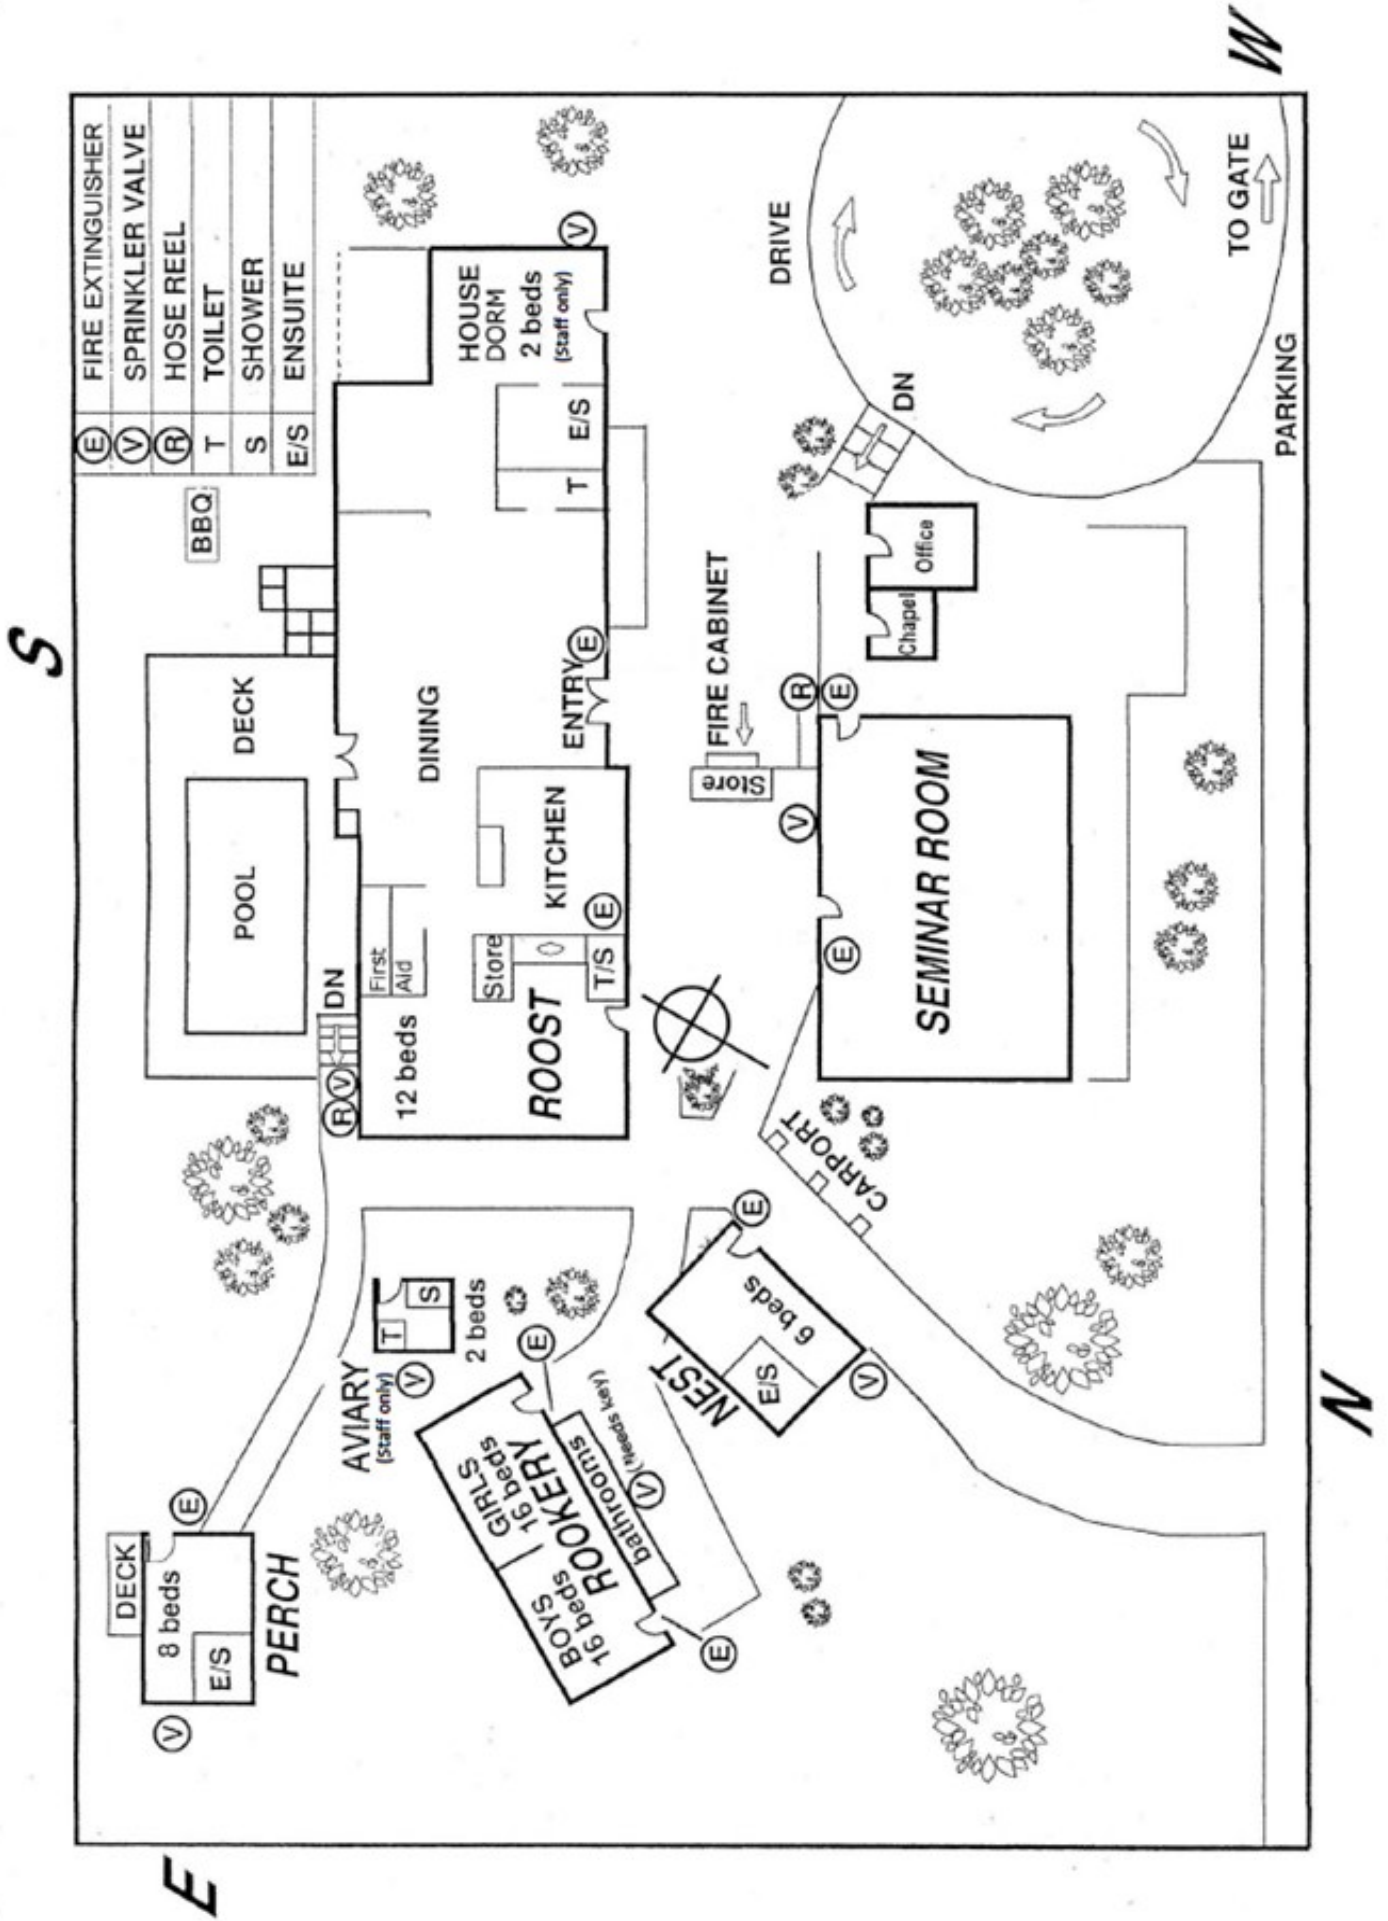 S
W
E
N
E FIRE EXTINGUISHER
V SPRINKLER VALVE
R HOSE REEL
T TOILET
S SHOWER
E/S ENSUITE
BBQ
DECK
POOL
DN
R V
12 beds
ROOST
First
Aid
Store
T/S
KITCHEN
E
DINING
ENTRY
E
HOUSE
DORM
2 beds
(Staff only)
T
E/S
V
DRIVE
DN
TO GATE
PARKING
Office
Chapel
FIRE CABINET
Store
R
E
V
E
SEMINAR ROOM
CARPORT
E
NEST
6 beds
E/S
V
AVIARY
(Staff only)
T
S
2 beds
V
E
GIRLS
16 beds
BOYS
16 beds
ROOKERY
bathrooms
V (Needs key)
E
DECK
8 beds
E/S
PERCH
E
V